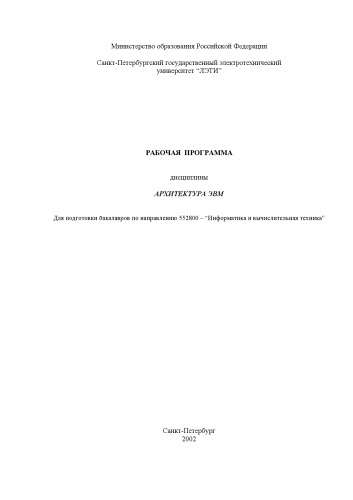 Министерство образования Российской Федерации
Санкт-Петербургский государственный электротехнический
университет “ЛЭТИ”
РАБОЧАЯ ПРОГРАММА
дисциплины
АРХИТЕКТУРА ЭВМ
Для подготовки бакалавров по направлению 552800 – “Информатика и вычислительная техника”
Санкт-Петербург
2002